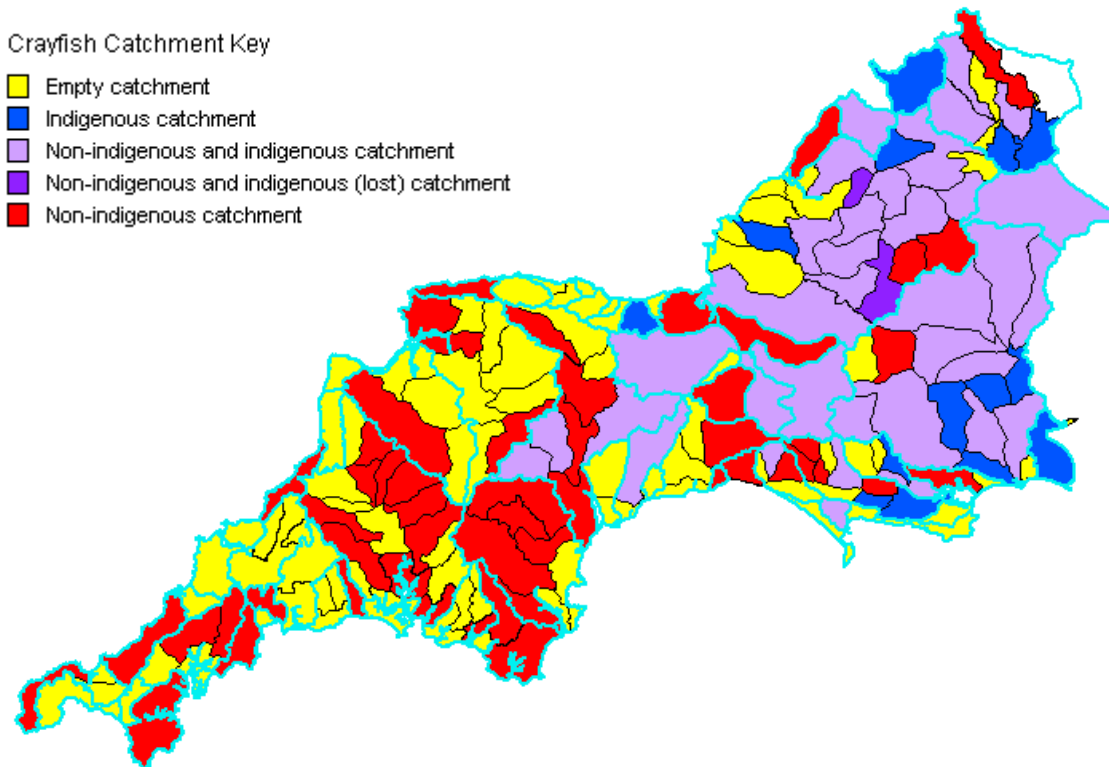 Crayfish Catchment Key
Empty catchment
Indigenous catchment
Non-indigenous and indigenous catchment
Non-indigenous and indigenous (lost) catchment
Non-indigenous catchment